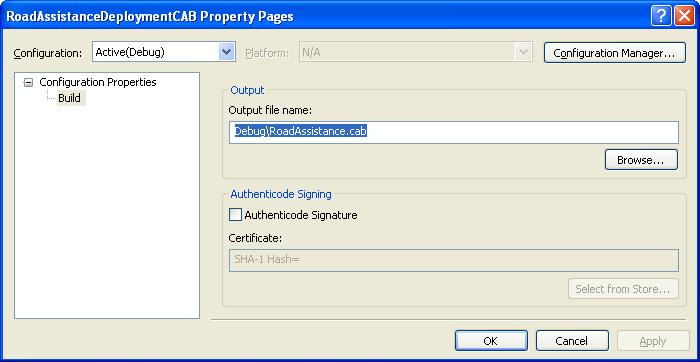 RoadAssistanceDeploymentCAB Property Pages
Configuration: Active(Debug) Platform: N/A Configuration Manager...
Configuration Properties
Build
Output
Output file name:
Debug\RoadAssistance.cab
Browse...
Authenticode Signing
Authenticode Signature
Certificate:
SHA-1 Hash=
Select from Store...
OK Cancel Apply